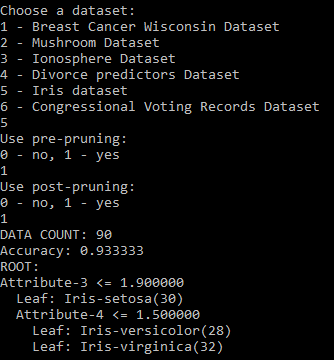 Choose a dataset:
1 - Breast Cancer Wisconsin Dataset
2 - Mushroom Dataset
3 - Ionosphere Dataset
4 - Divorce predictors Dataset
5 - Iris dataset
6 - Congressional Voting Records Dataset
5
Use pre-pruning:
0 - no, 1 - yes
1
Use post-pruning:
0 - no, 1 - yes
1
DATA COUNT: 90
Accuracy: 0.933333
ROOT:
Attribute-3 <= 1.900000
  Leaf: Iris-setosa(30)
  Attribute-4 <= 1.500000
    Leaf: Iris-versicolor(28)
    Leaf: Iris-virginica(32)